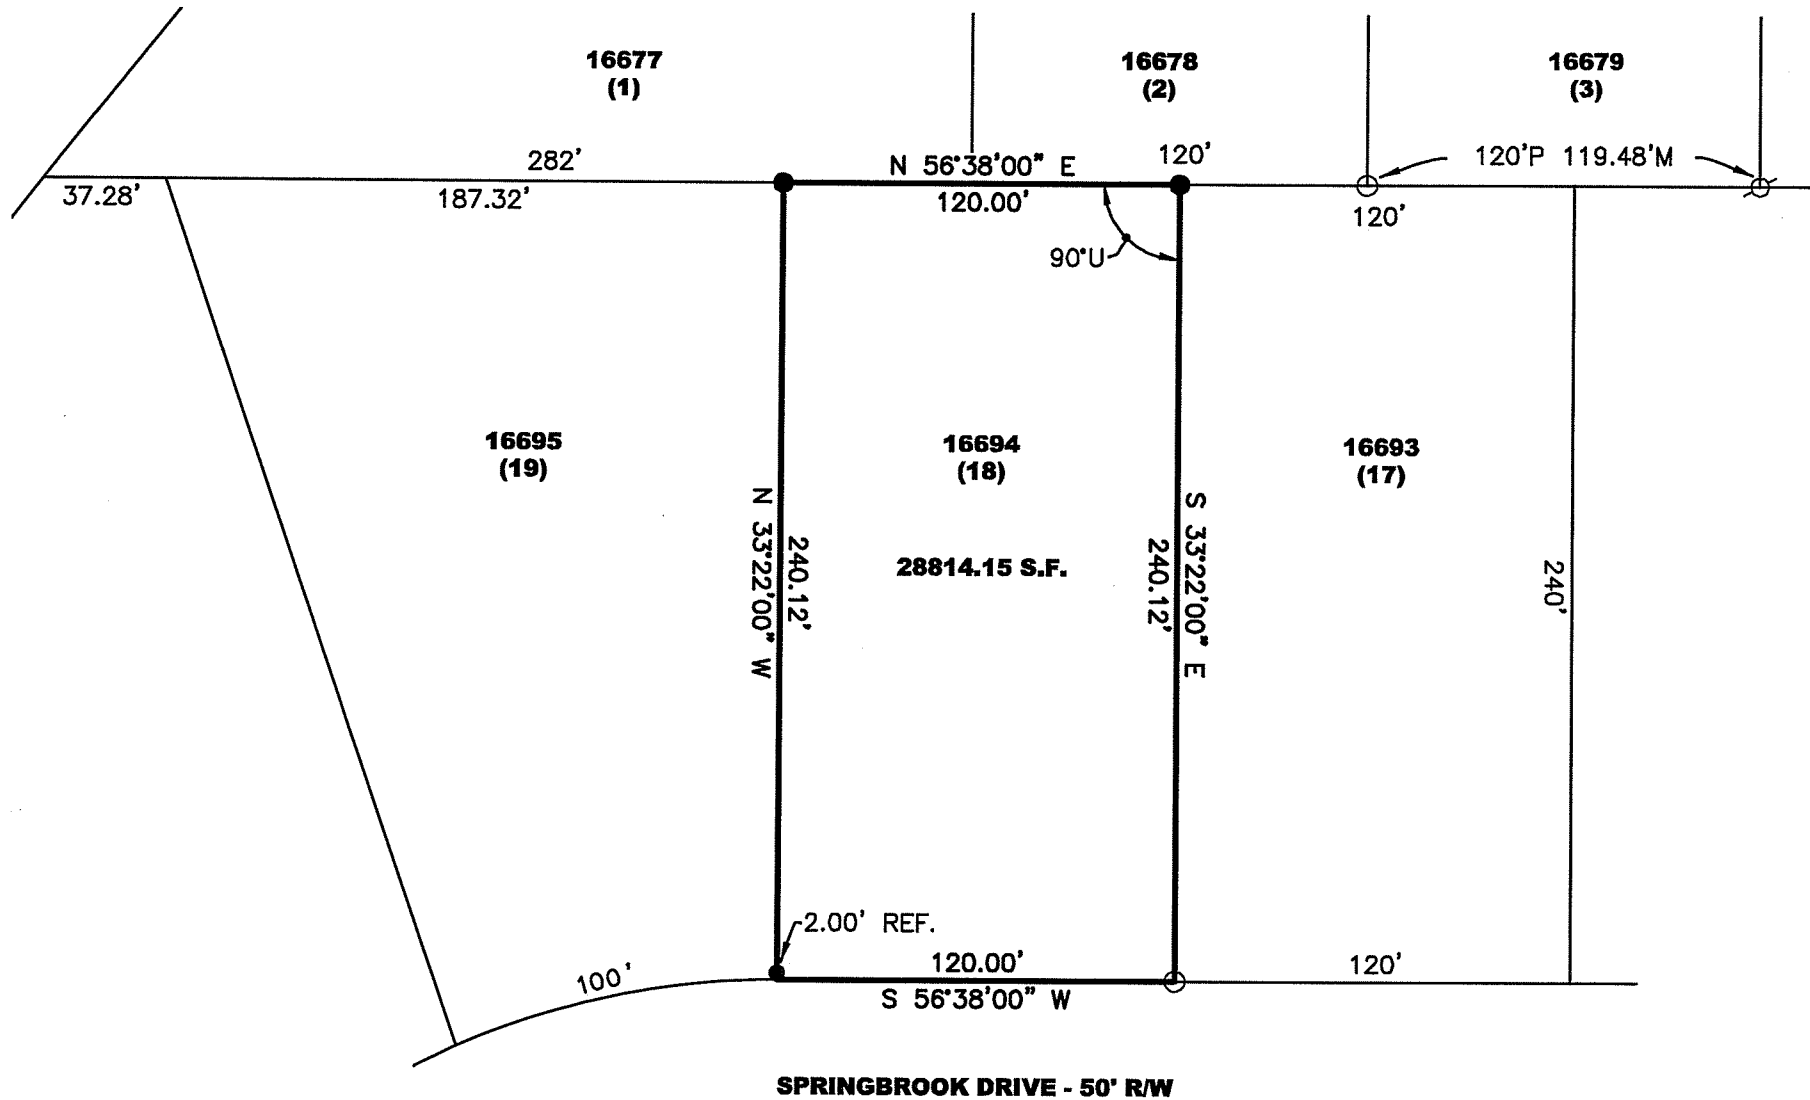 16677
(1)
16678
(2)
16679
(3)
282'
N 56°38'00" E
120'
120'P 119.48'M
37.28'
187.32'
120.00'
120'
90°U
16695
(19)
16694
(18)
16693
(17)
N 33°22'00" W
240.12'
28814.15 S.F.
240.12'
S 33°22'00" E
240'
2.00' REF.
100'
120.00'
120'
S 56°38'00" W
SPRINGBROOK DRIVE - 50' R/W